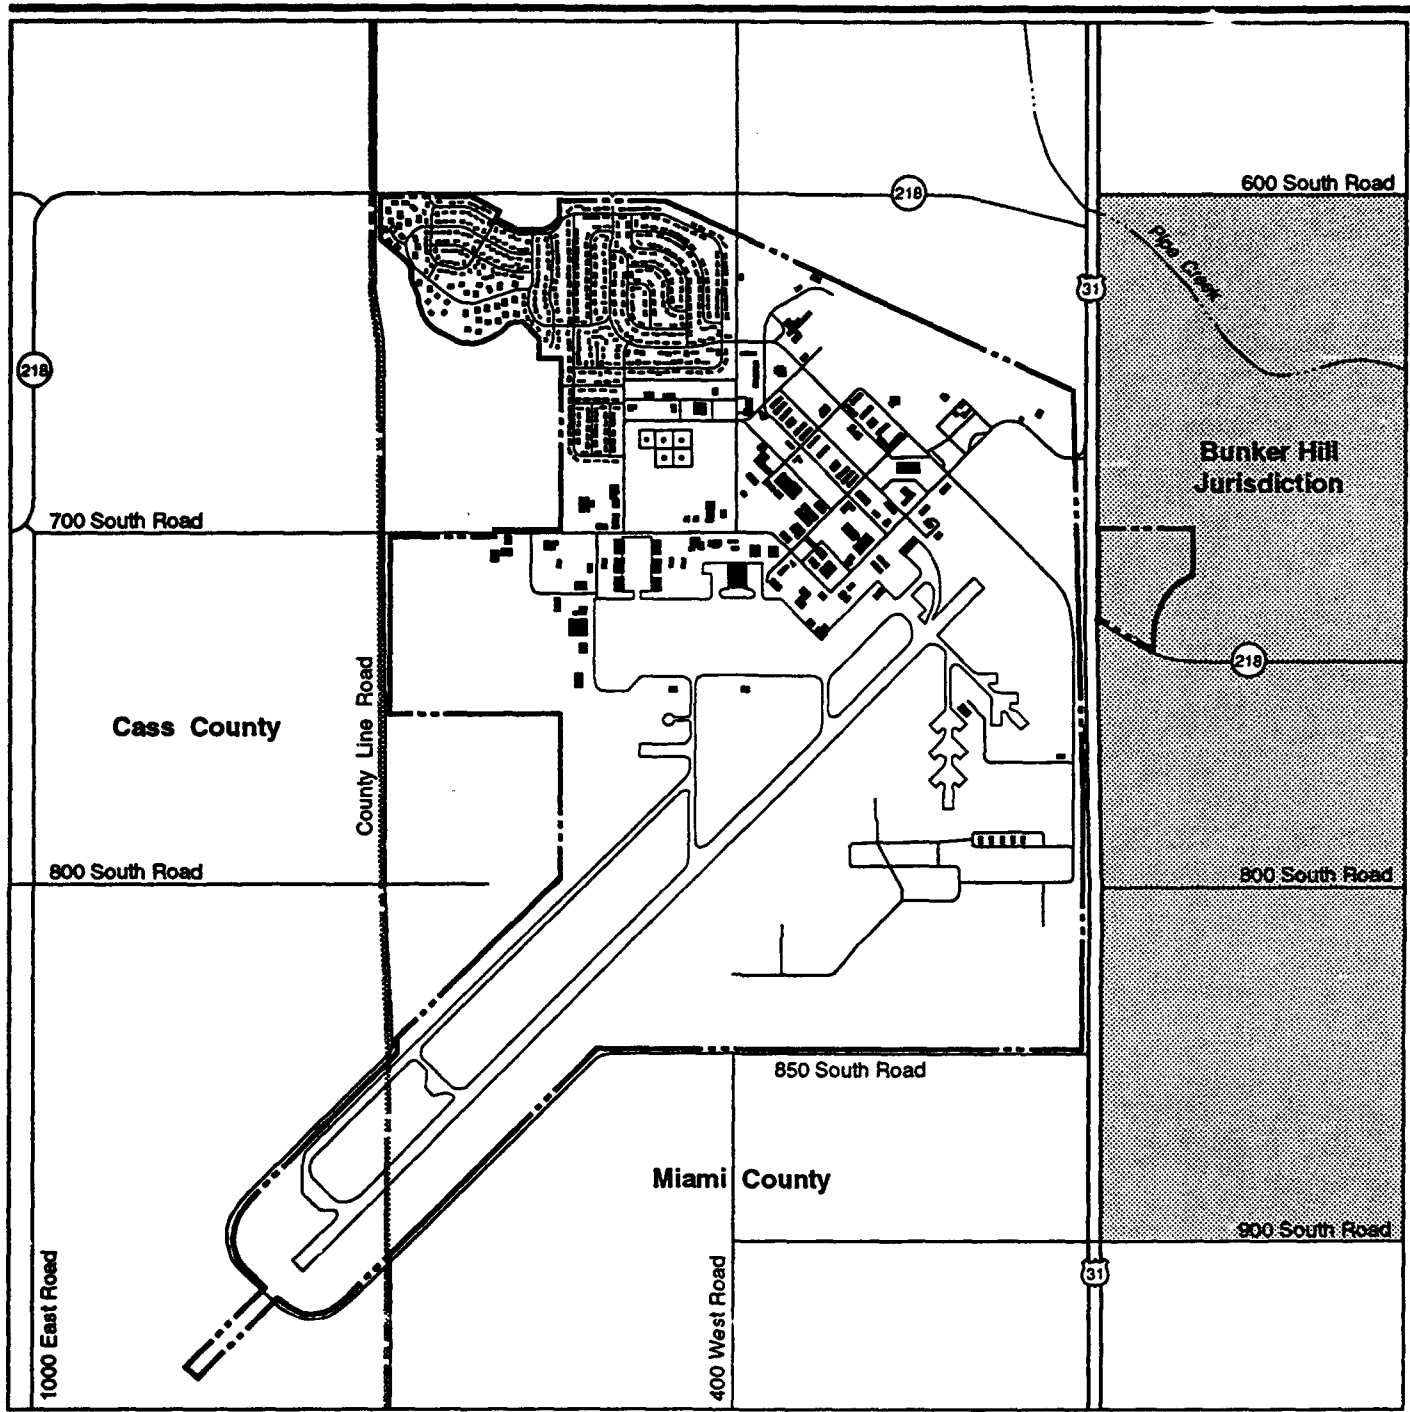 600 South Road
218
Pipe Creek
31
218
Bunker Hill
Jurisdiction
700 South Road
218
County Line Road
Cass County
800 South Road
800 South Road
850 South Road
Miami County
900 South Road
1000 East Road
400 West Road
31